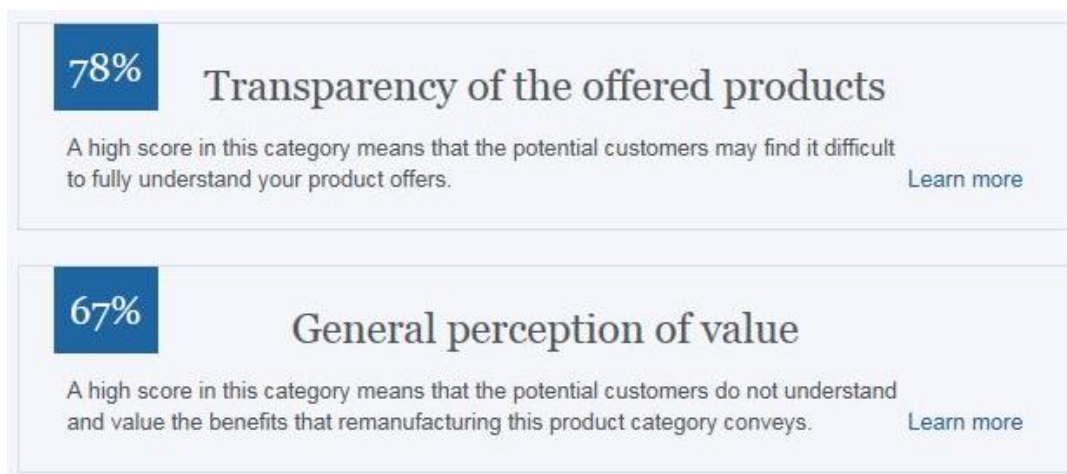 78%
Transparency of the offered products
A high score in this category means that the potential customers may find it difficult
to fully understand your product offers.
Learn more
67%
General perception of value
A high score in this category means that the potential customers do not understand
and value the benefits that remanufacturing this product category conveys.
Learn more